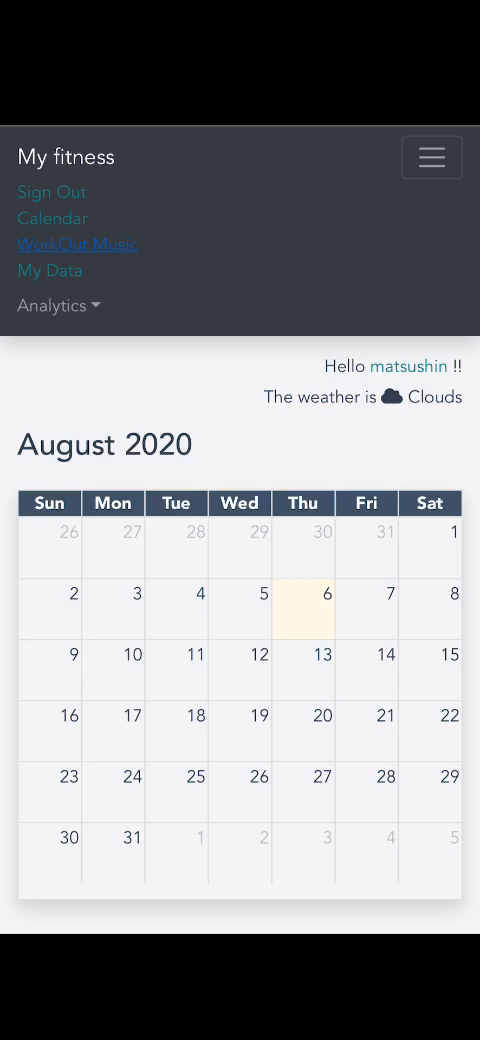 My fitness
Sign Out
Calendar
WorkOut Music
My Data
Analytics
Hello matsushin !!
The weather is Clouds
August 2020
Sun Mon Tue Wed Thu Fri Sat
26 27 28 29 30 31 1
2 3 4 5 6 7 8
9 10 11 12 13 14 15
16 17 18 19 20 21 22
23 24 25 26 27 28 29
30 31 1 2 3 4 5